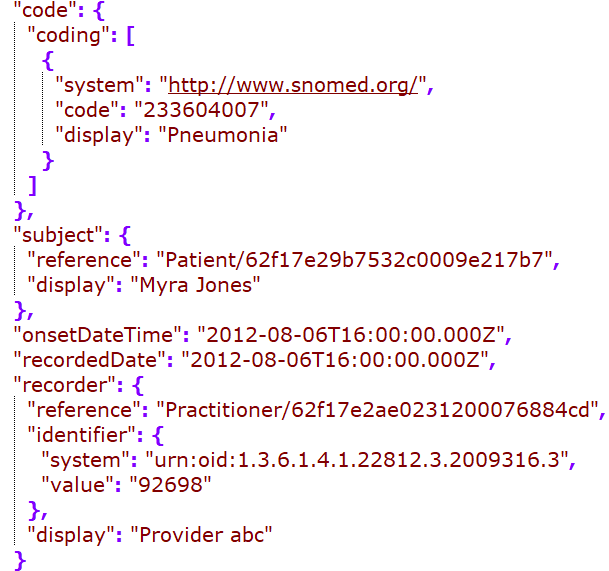 "code": {
"coding": [
{
"system": "http://www.snomed.org/",
"code": "233604007",
"display": "Pneumonia"
}
]
},
"subject": {
"reference": "Patient/62f17e29b7532c0009e217b7",
"display": "Myra Jones"
},
"onsetDateTime": "2012-08-06T16:00:00.000Z",
"recordedDate": "2012-08-06T16:00:00.000Z",
"recorder": {
"reference": "Practitioner/62f17e2ae0231200076884cd",
"identifier": {
"system": "urn:oid:1.3.6.1.4.1.22812.3.2009316.3",
"value": "92698"
},
"display": "Provider abc"
}